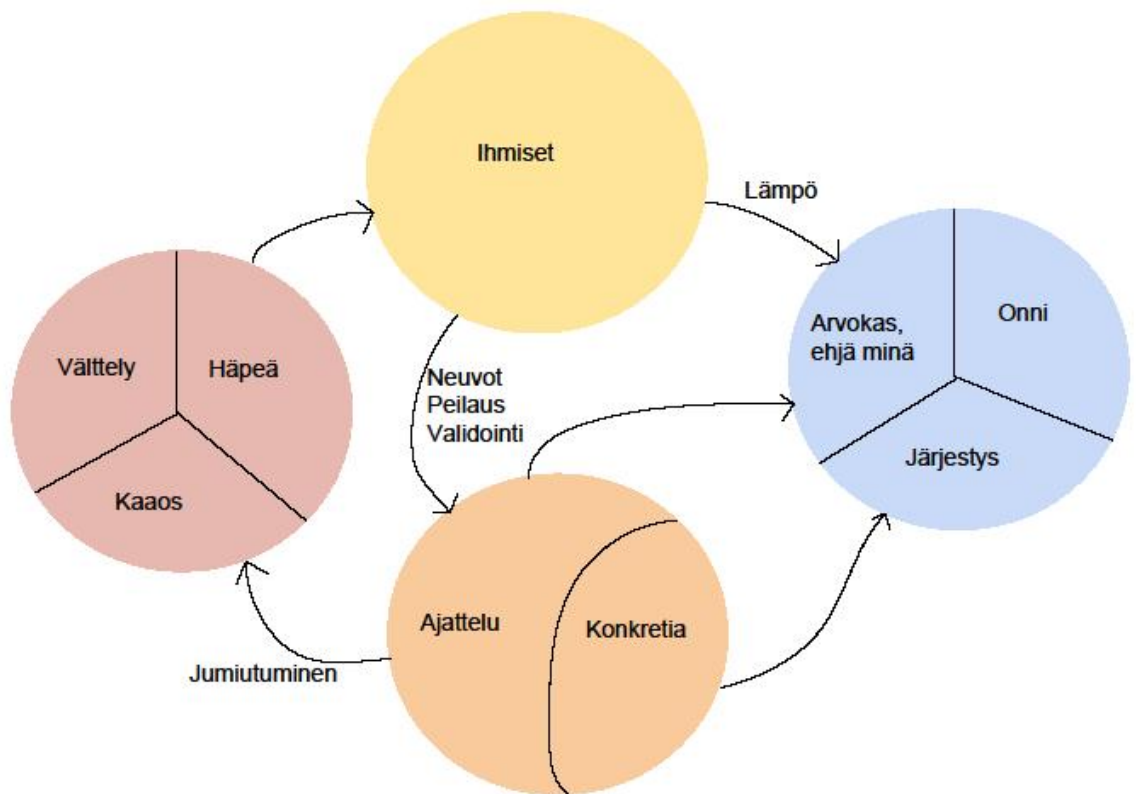 Ihmiset
Lämpö
Arvokas,
ehjä minä
Onni
Järjestys
Välttely
Häpeä
Kaaos
Neuvot
Peilaus
Validointi
Ajattelu
Konkretia
Jumiutuminen